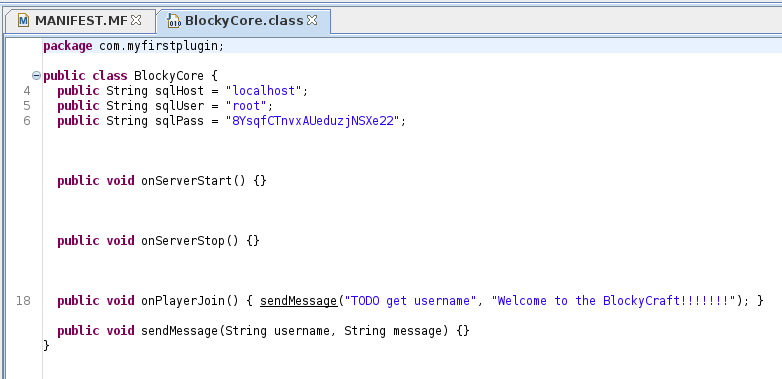 MANIFEST.MF BlockyCore.class
package com.myfirstplugin;
public class BlockyCore {
4 public String sqlHost = "localhost";
5 public String sqlUser = "root";
6 public String sqlPass = "8YsqfCTnvxAUeduzjNSXe22";
public void onServerStart() {}
public void onServerStop() {}
18 public void onPlayerJoin() { sendMessage("TODO get username", "Welcome to the BlockyCraft!!!!!!!"); }
public void sendMessage(String username, String message) {}
}